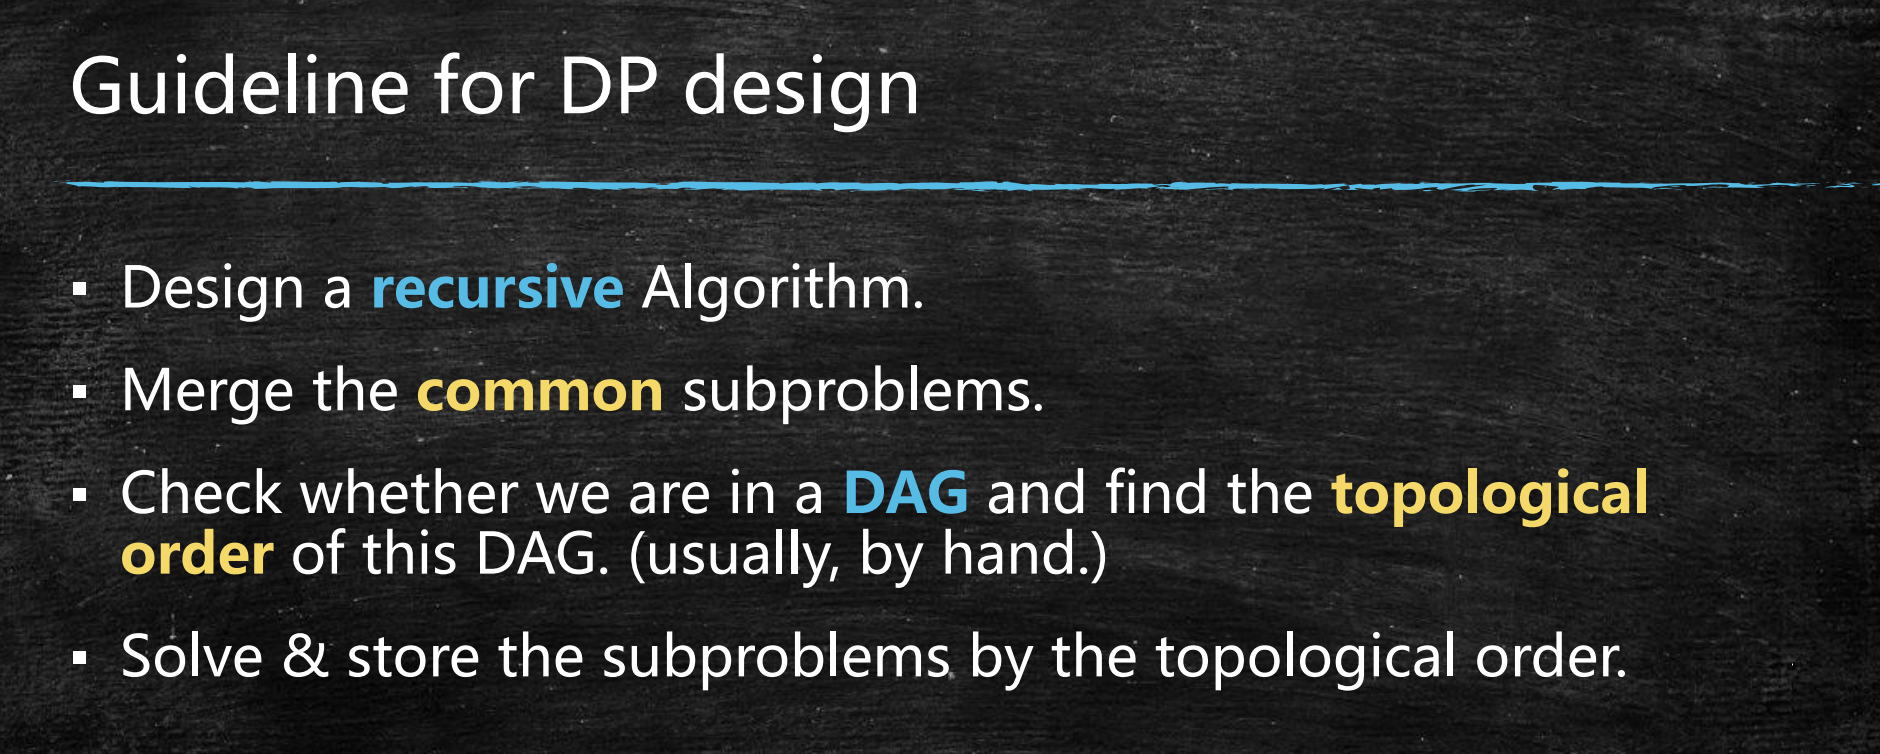 Guideline for DP design
▪ Design a recursive Algorithm.
▪ Merge the common subproblems.
▪ Check whether we are in a DAG and find the topological
order of this DAG. (usually, by hand.)
▪ Solve & store the subproblems by the topological order.